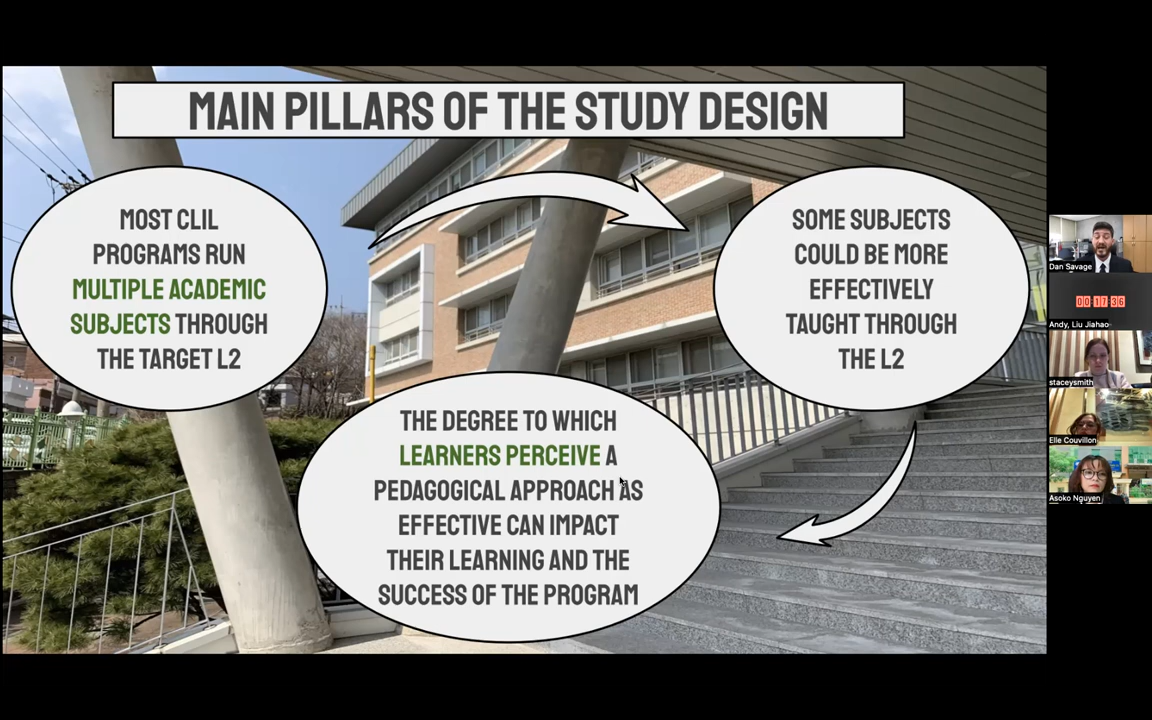 MAIN PILLARS OF THE STUDY DESIGN
MOST CLIL
PROGRAMS RUN
MULTIPLE ACADEMIC
SUBJECTS THROUGH
THE TARGET L2
SOME SUBJECTS
COULD BE MORE
EFFECTIVELY
TAUGHT THROUGH
THE L2
THE DEGREE TO WHICH
LEARNERS PERCEIVE A
PEDAGOGICAL APPROACH AS
EFFECTIVE CAN IMPACT
THEIR LEARNING AND THE
SUCCESS OF THE PROGRAM
Dan Savage
00:17:36
Andy, Liu Jiahao
staceysmith
Elle Couvillon
Asoko Nguyen